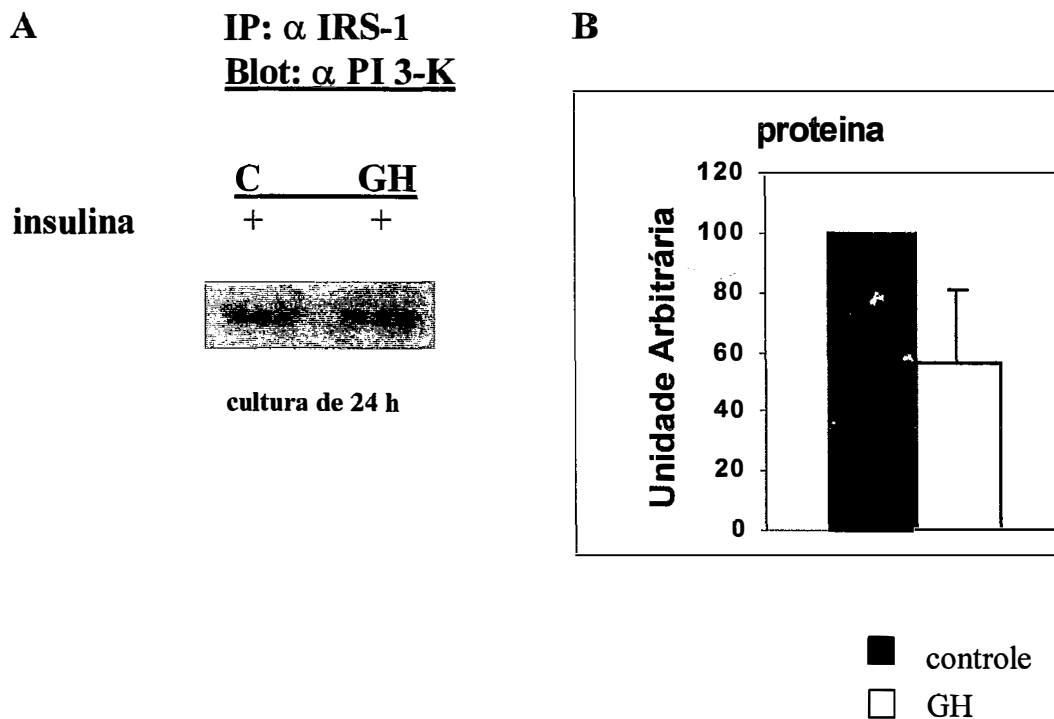 A
IP: α IRS-1
Blot: α PI 3-K
C GH
insulina + +
cultura de 24 h
B
proteina
Unidade Arbitrária
120
100
80
60
40
20
0
controle
GH